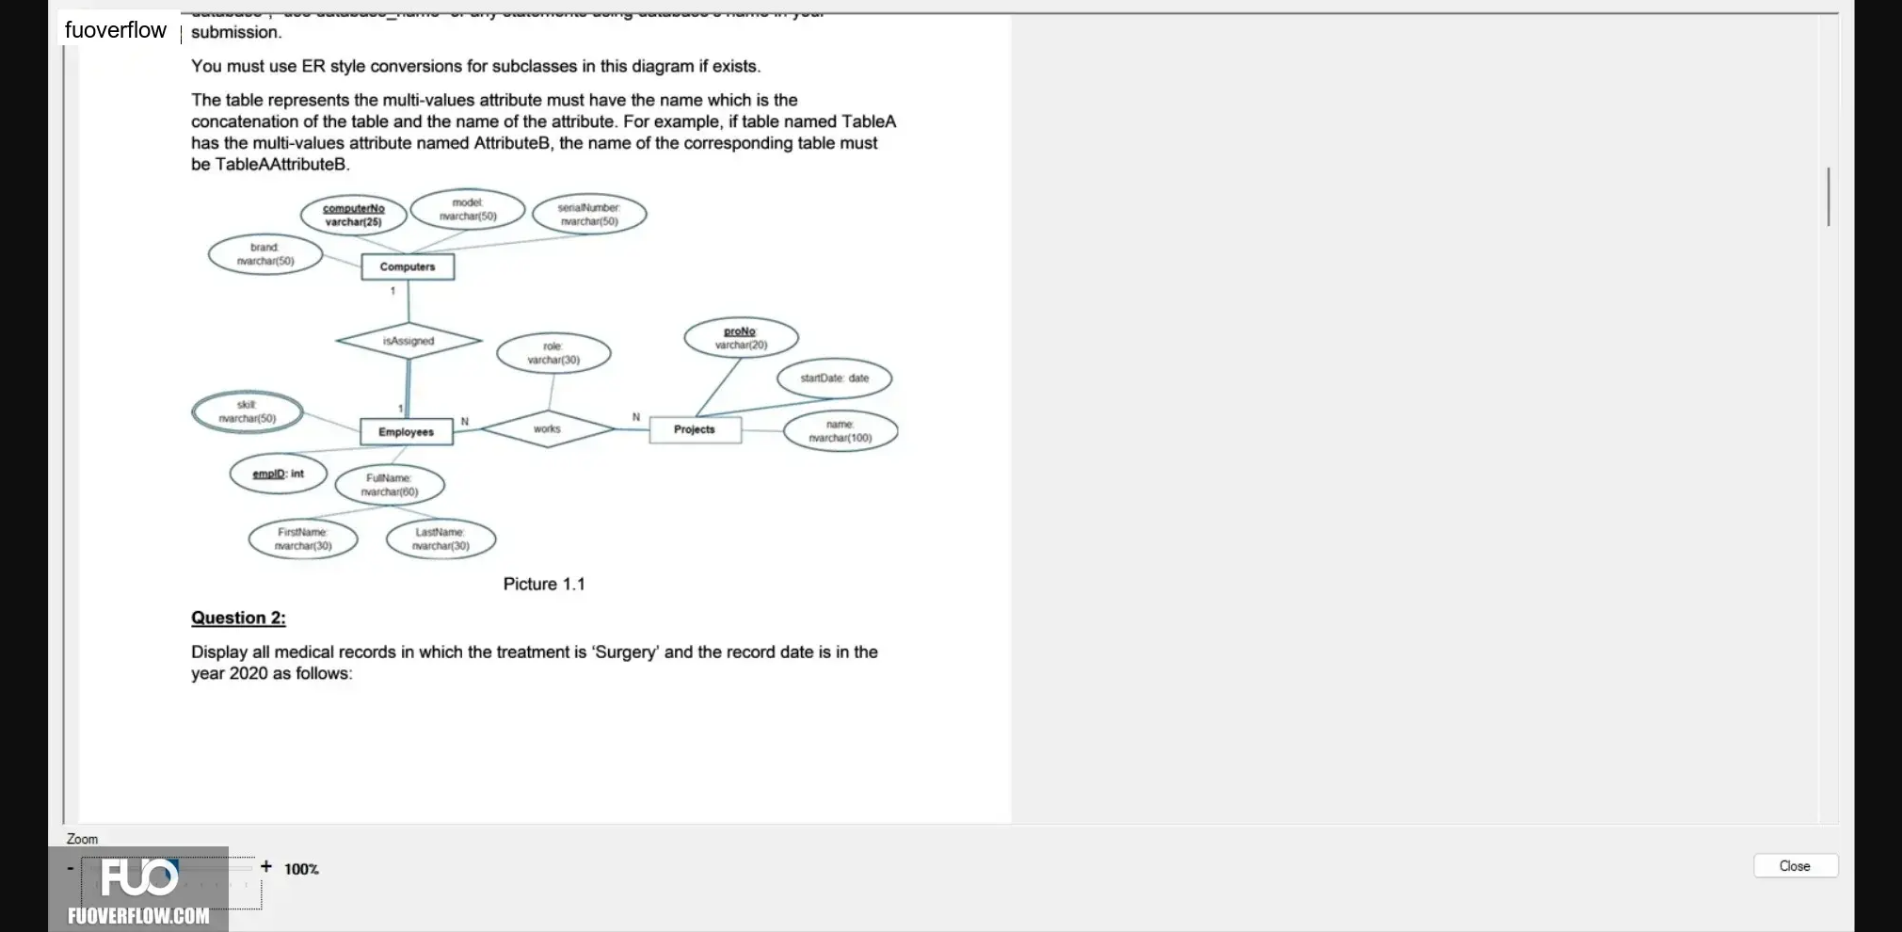 fuoverflow
submission.
You must use ER style conversions for subclasses in this diagram if exists.
The table represents the multi-values attribute must have the name which is the
concatenation of the table and the name of the attribute. For example, if table named TableA
has the multi-values attribute named AttributeB, the name of the corresponding table must
be TableAAttributeB.
computerNo
varchar(25)
model:
nvarchar(50)
serialNumber:
nvarchar(50)
brand:
nvarchar(50)
Computers
1
isAssigned
role:
varchar(30)
proNo:
varchar(20)
startDate: date
skill:
nvarchar(50)
1
Employees
N
works
N
Projects
name:
nvarchar(100)
empID: int
FullName:
nvarchar(60)
FirstName:
nvarchar(30)
LastName:
nvarchar(30)
Picture 1.1
Question 2:
Display all medical records in which the treatment is ‘Surgery’ and the record date is in the
year 2020 as follows:
Zoom
- + 100%
Close
FUO
FUOVERFLOW.COM